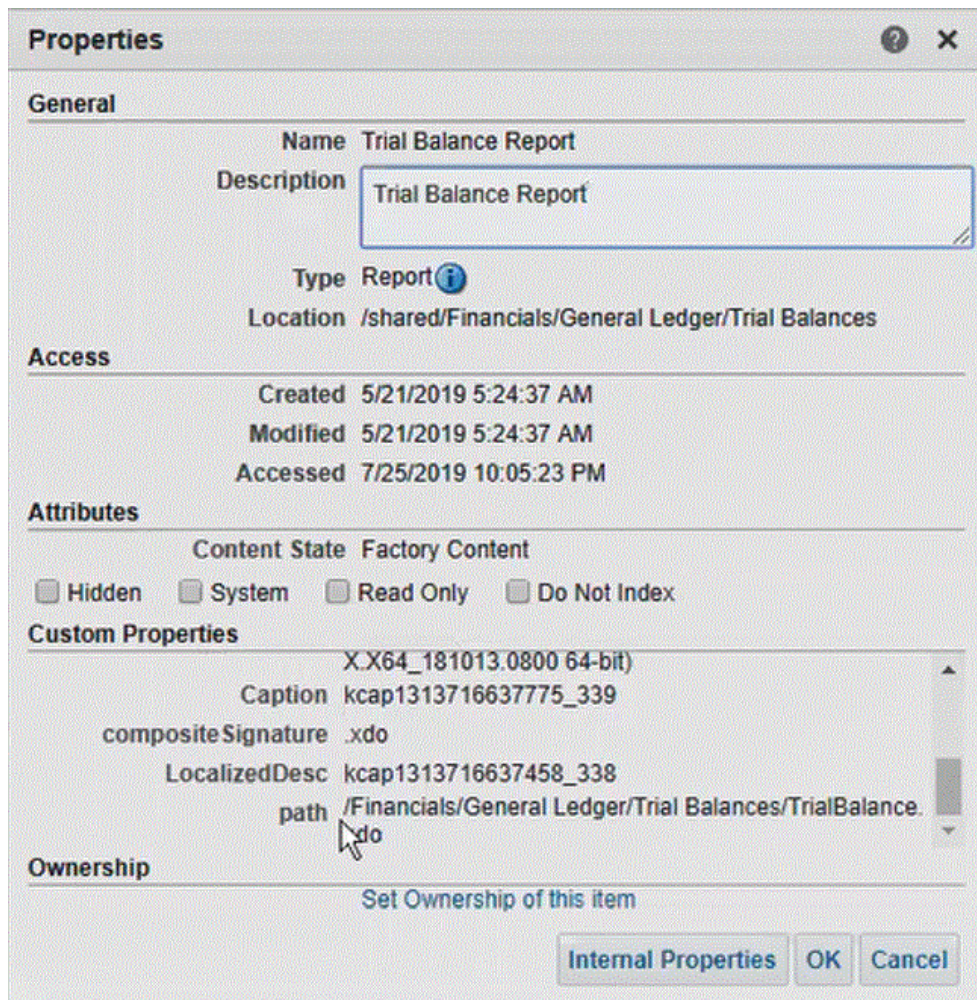 Properties
General
Name Trial Balance Report
Description Trial Balance Report
Type Report
Location /shared/Financials/General Ledger/Trial Balances
Access
Created 5/21/2019 5:24:37 AM
Modified 5/21/2019 5:24:37 AM
Accessed 7/25/2019 10:05:23 PM
Attributes
Content State Factory Content
Hidden System Read Only Do Not Index
Custom Properties
X.X64_181013.0800 64-bit)
Caption kcap1313716637775_339
compositeSignature .xdo
LocalizedDesc kcap1313716637458_338
path /Financials/General Ledger/Trial Balances/TrialBalance.
do
Ownership
Set Ownership of this item
Internal Properties OK Cancel